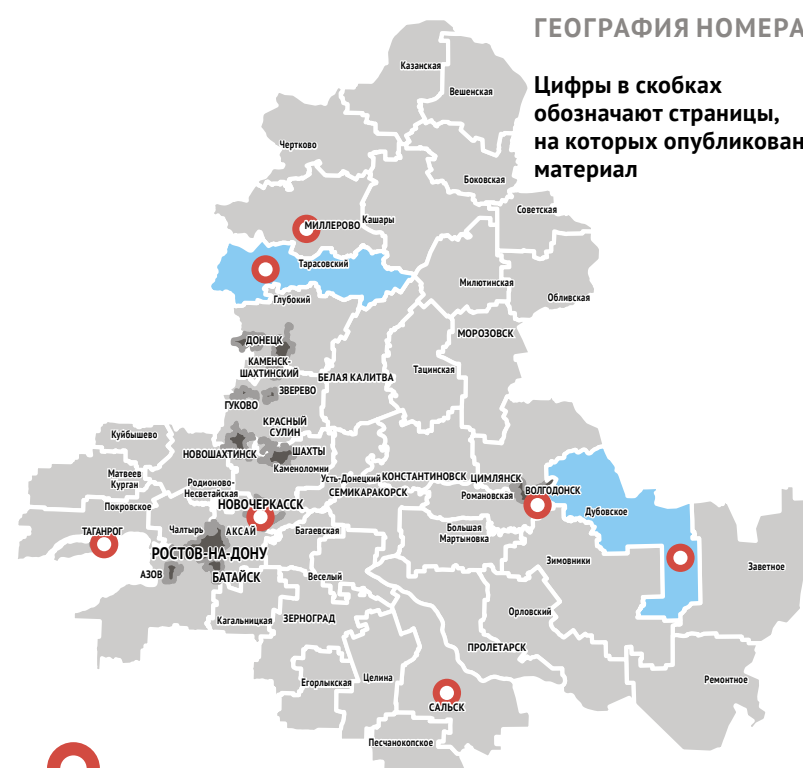 ГЕОГРАФИЯ НОМЕРА
Цифры в скобках
обозначают страницы,
на которых опубликован
материал
Казанская
Вешенская
Чертково
Боковская
Советская
МИЛЛЕРОВО
Кашары
Тарасовский
Милютинская
Обливская
Глубокий
МОРОЗОВСК
ДОНЕЦК
КАМЕНСК-
ШАХТИНСКИЙ
Тацинская
БЕЛАЯ КАЛИТВА
ЗВЕРЕВО
ГУКОВО
КРАСНЫЙ
СУЛИН
Куйбышево
НОВОШАХТИНСК
ШАХТЫ
Каменоломни
Матвеев
Курган
Родионово-
Несветайская
Усть-Донецкий
КОНСТАНТИНОВСК
ЦИМЛЯНСК
СЕМИКАРАКОРСК
Романовская
ВОЛГОДОНСК
Покровское
НОВОЧЕРКАССК
Дубовское
ТАГАНРОГ
Чалтырь
АКСАЙ
Багаевская
Большая
Мартыновка
РОСТОВ-НА-ДОНУ
Зимовники
Заветное
АЗОВ
БАТАЙСК
Веселый
Кагальницкая
ЗЕРНОГРАД
Орловский
ПРОЛЕТАРСК
Егорлыкская
Целина
Ремонтное
САЛЬСК
Песчанокопское